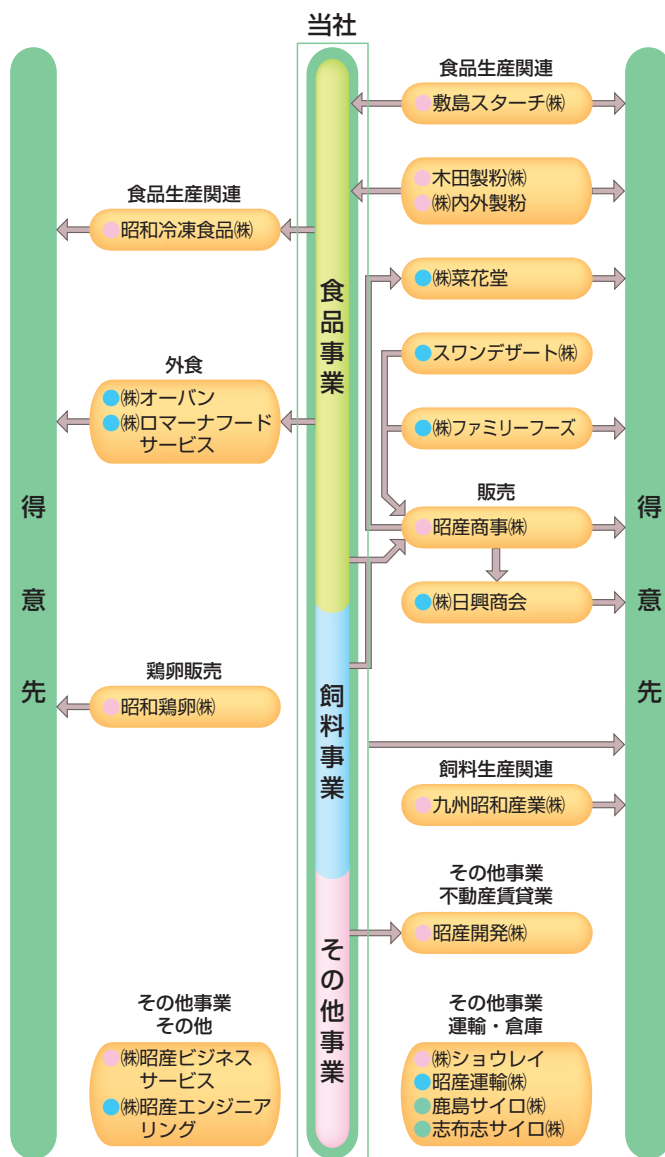 当社
得意先
食品生産関連
昭和冷凍食品㈱
外食
㈱オーバン
㈱ロマーナフード
サービス
鶏卵販売
昭和鶏卵㈱
その他事業
その他
㈱昭産ビジネス
サービス
㈱昭産エンジニア
リング
食品事業
飼料事業
その他事業
食品生産関連
敷島スターチ㈱
木田製粉㈱
㈱内外製粉
㈱菜花堂
スワンデザート㈱
㈱ファミリーフーズ
販売
昭産商事㈱
㈱日興商会
飼料生産関連
九州昭和産業㈱
その他事業
不動産賃貸業
昭産開発㈱
その他事業
運輸・倉庫
㈱ショウレイ
昭産運輸㈱
鹿島サイロ㈱
志布志サイロ㈱
得意先